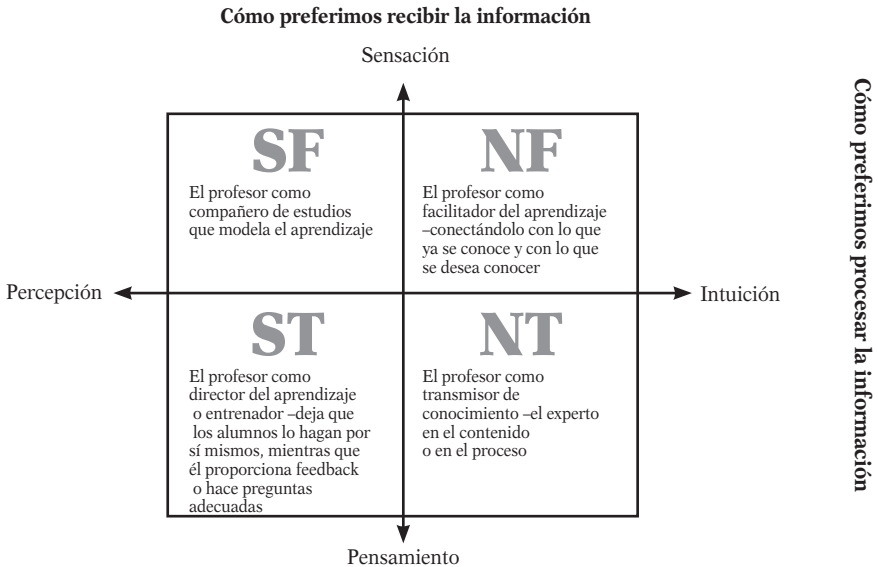 Cómo preferimos recibir la información
Sensación
SF
El profesor como
compañero de estudios
que modela el aprendizaje
NF
El profesor como
facilitador del aprendizaje
–conectándolo con lo que
ya se conoce y con lo que
se desea conocer
Percepción
Intuición
ST
El profesor como
director del aprendizaje
o entrenador –deja que
los alumnos lo hagan por
sí mismos, mientras que
él proporciona feedback
o hace preguntas
adecuadas
NT
El profesor como
transmisor de
conocimiento –el experto
en el contenido
o en el proceso
Pensamiento
Cómo preferimos procesar la información